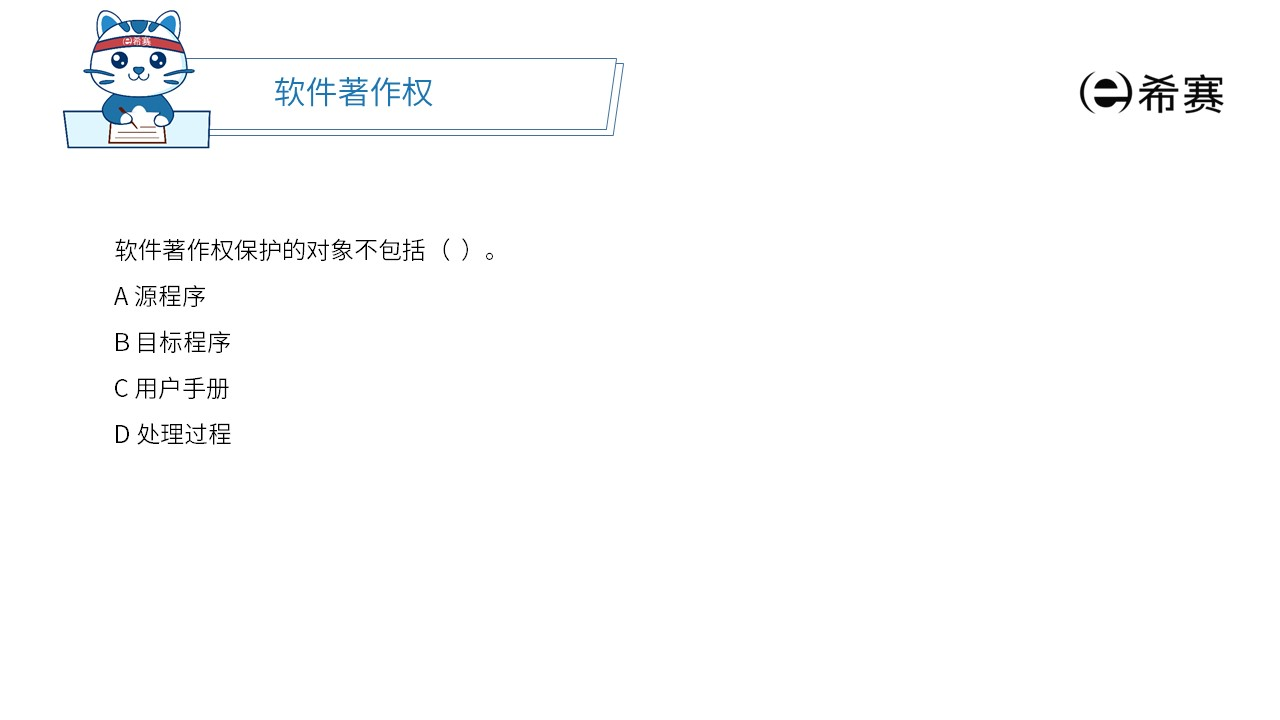 希赛
软件著作权
希赛
软件著作权保护的对象不包括（ ）。
A 源程序
B 目标程序
C 用户手册
D 处理过程